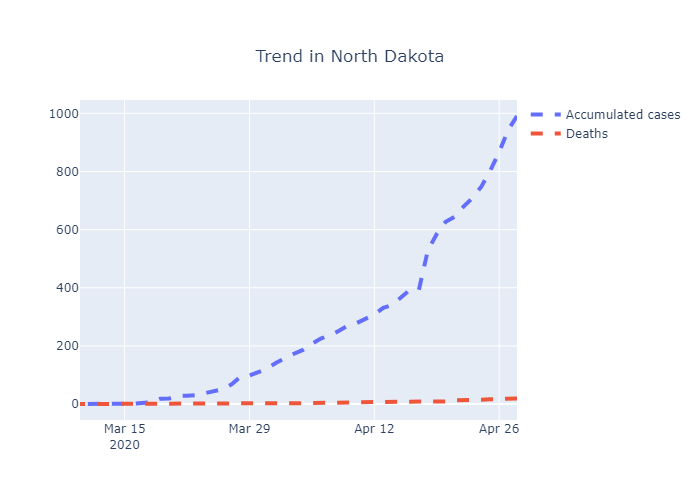 Trend in North Dakota
1000
800
600
400
200
0
Mar 15
2020
Mar 29
Apr 12
Apr 26
Accumulated cases
Deaths